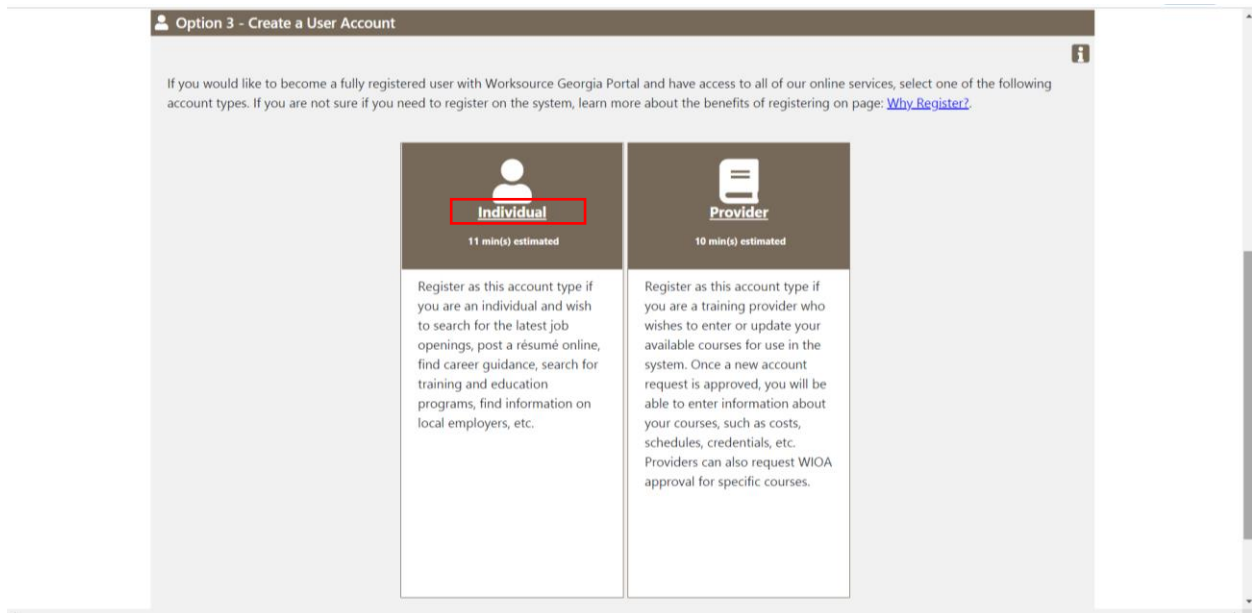 Option 3 - Create a User Account
If you would like to become a fully registered user with Worksource Georgia Portal and have access to all of our online services, select one of the following
account types. If you are not sure if you need to register on the system, learn more about the benefits of registering on page: Why Register?.
Individual
11 min(s) estimated
Register as this account type if
you are an individual and wish
to search for the latest job
openings, post a résumé online,
find career guidance, search for
training and education
programs, find information on
local employers, etc.
Provider
10 min(s) estimated
Register as this account type if
you are a training provider who
wishes to enter or update your
available courses for use in the
system. Once a new account
request is approved, you will be
able to enter information about
your courses, such as costs,
schedules, credentials, etc.
Providers can also request WIOA
approval for specific courses.